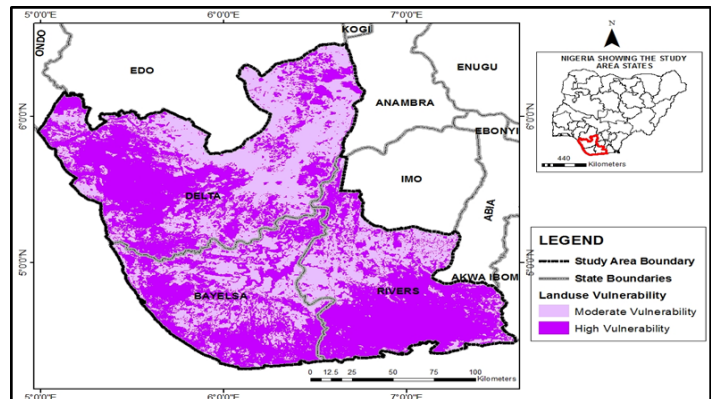 5°0'0"E
6°0'0"E
7°0'0"E
KOGI
ONDO
EDO
ENUGU
ANAMBRA
EBONYI
6°0'0"N
6°0'0"N
IMO
DELTA
ABIA
5°0'0"N
5°0'0"N
AKWA IBOM
BAYELSA
RIVERS
0 12.5 25 50 75 100
Kilometers
5°0'0"E
6°0'0"E
7°0'0"E
N
NIGERIA SHOWING THE STUDY
AREA STATES
440
Kilometers
LEGEND
Study Area Boundary
State Boundaries
Landuse Vulnerability
Moderate Vulnerability
High Vulnerability